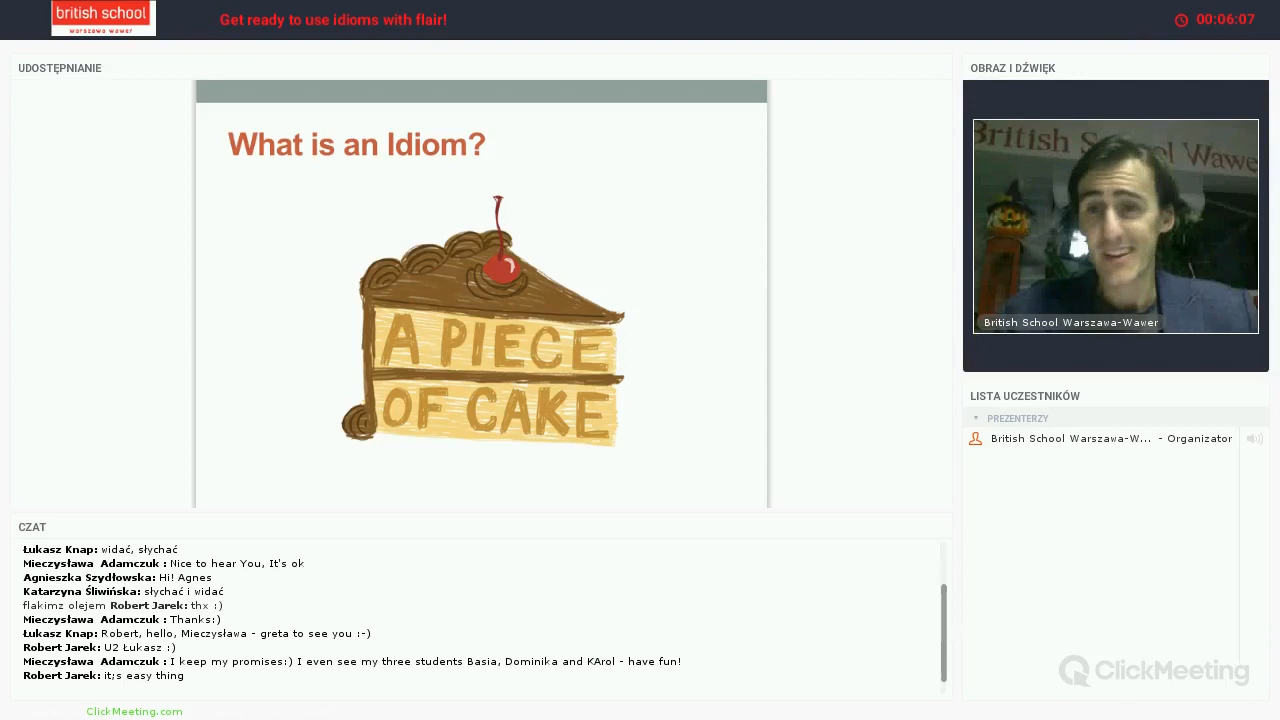 british school
warszawa wawer
Get ready to use idioms with flair!
00:06:07
UDOSTĘPNIANIE
What is an Idiom?
A PIECE
OF CAKE
OBRAZ I DŹWIĘK
British School Wawe
British School Warszawa-Wawer
LISTA UCZESTNIKÓW
PREZENTERZY
British School Warszawa-W... - Organizator
CZAT
Łukasz Knap: widać, słychać
Mieczysława Adamczuk : Nice to hear You, It's ok
Agnieszka Szydłowska: Hi! Agnes
Katarzyna Śliwińska: słychać i widać
flakimz olejem Robert Jarek: thx :)
Mieczysława Adamczuk : Thanks:)
Łukasz Knap: Robert, hello, Mieczysława - greta to see you :-)
Robert Jarek: U2 Łukasz :)
Mieczysława Adamczuk : I keep my promises:) I even see my three students Basia, Dominika and KArol - have fun!
Robert Jarek: it;s easy thing
ClickMeeting
ClickMeeting.com